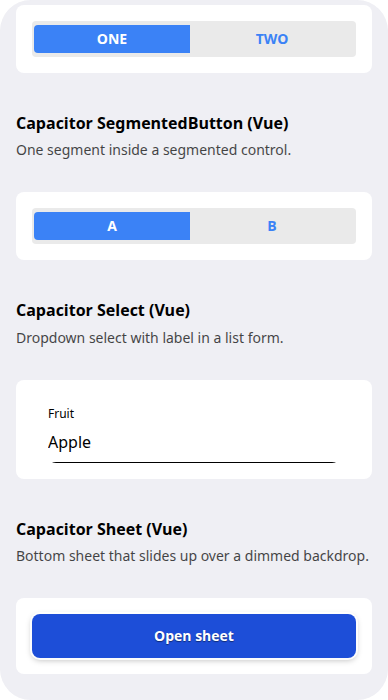 ONE
TWO
Capacitor SegmentedButton (Vue)
One segment inside a segmented control.
A
B
Capacitor Select (Vue)
Dropdown select with label in a list form.
Fruit
Apple
Capacitor Sheet (Vue)
Bottom sheet that slides up over a dimmed backdrop.
Open sheet